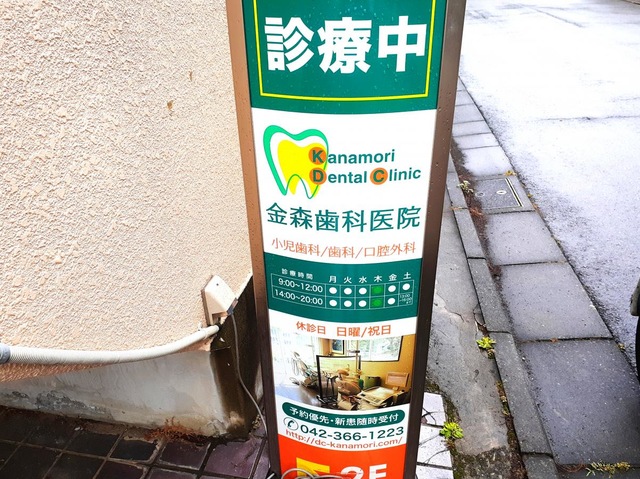 診療中
Kanamori
Dental Clinic
金森歯科医院
小児歯科/歯科/口腔外科
診療時間 月 火 水 木 金 土
9:00~12:00
14:00~20:00
休診日 日曜/祝日
予約優先・新患随時受付
042-366-1223
http://dc-kanamori.com/
2F